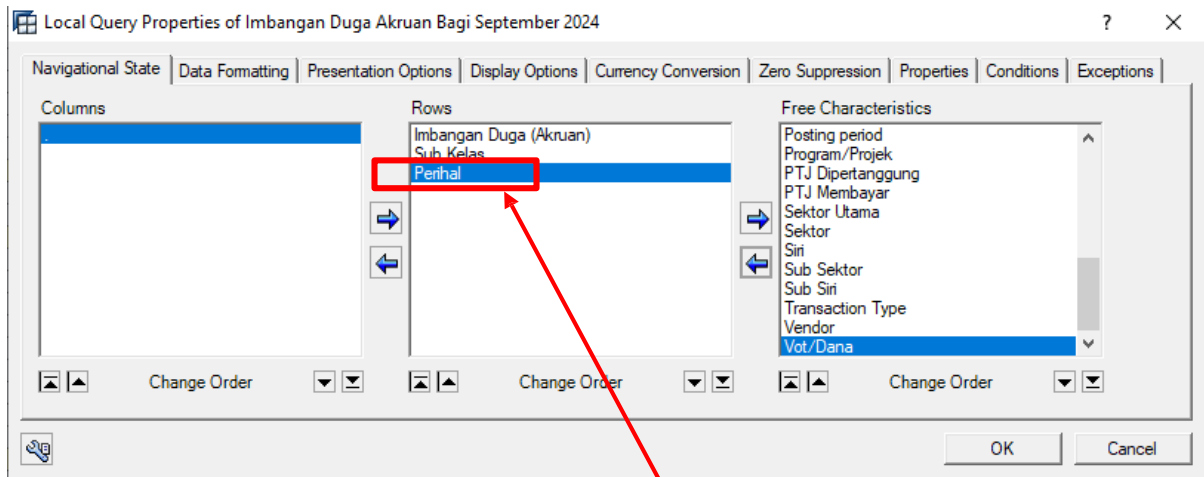 Local Query Properties of Imbangan Duga Akruan Bagi September 2024
Navigational State Data Formatting Presentation Options Display Options Currency Conversion Zero Suppression Properties Conditions Exceptions
Columns
.
Rows
Imbangan Duga (Akruan)
Sub Kelas
Perihal
Free Characteristics
Posting period
Program/Projek
PTJ Dipertanggung
PTJ Membayar
Sektor Utama
Sektor
Siri
Sub Sektor
Sub Siri
Transaction Type
Vendor
Vot/Dana
Change Order
Change Order
Change Order
OK
Cancel